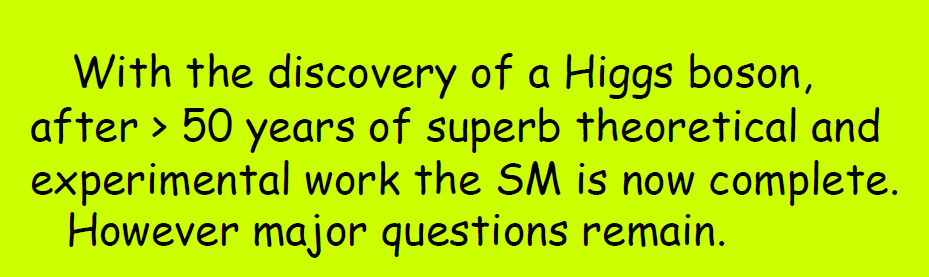 With the discovery of a Higgs boson,
after > 50 years of superb theoretical and
experimental work the SM is now complete.
However major questions remain.